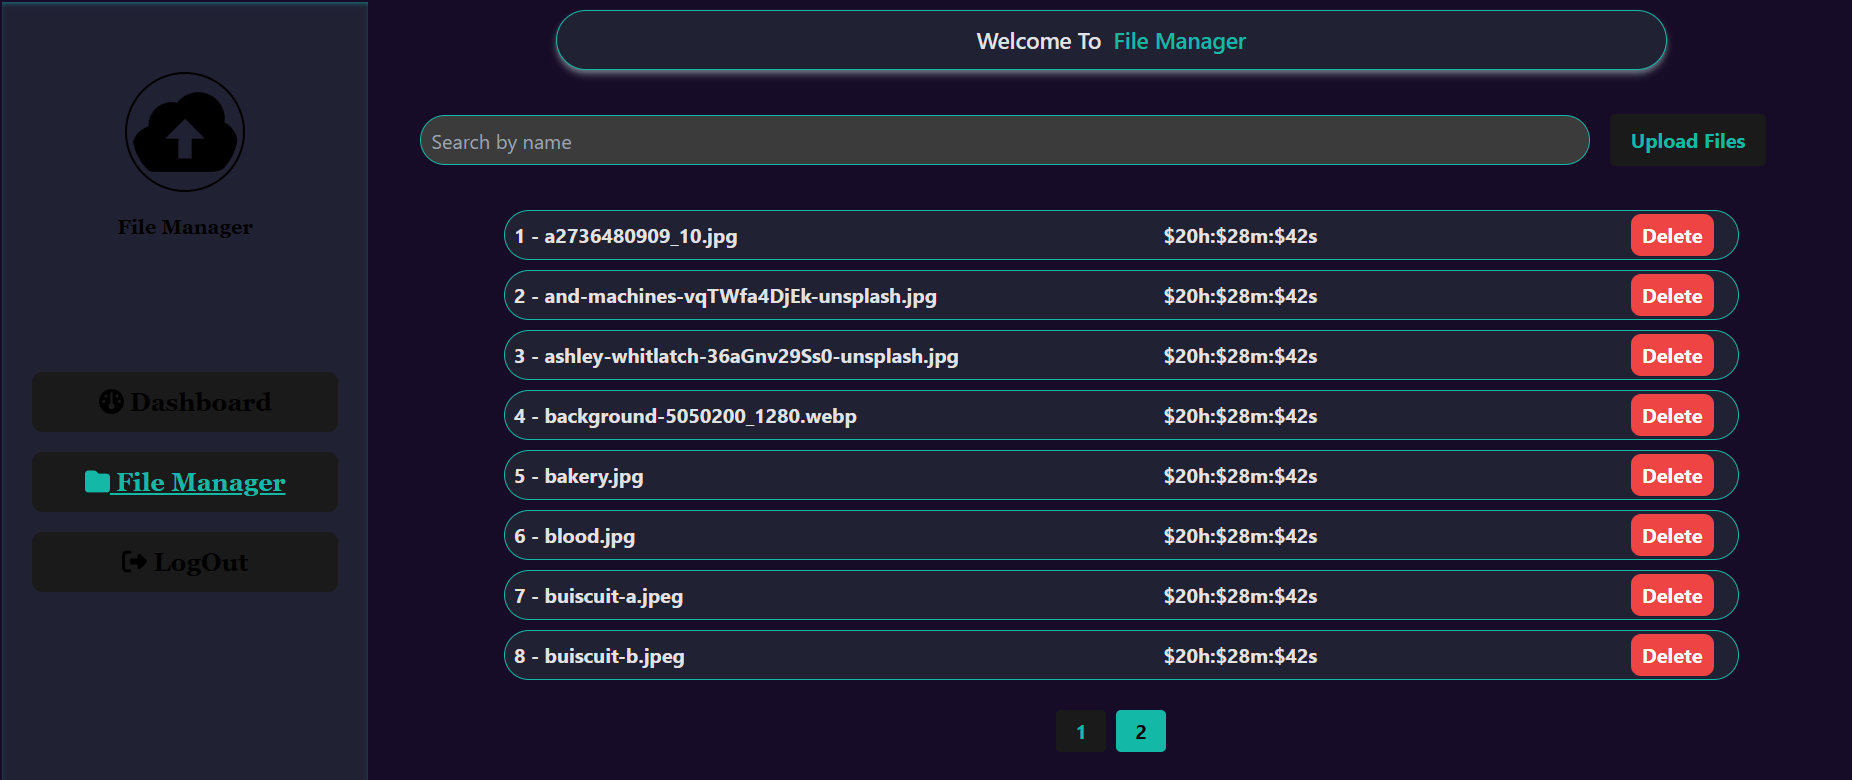 File Manager
Dashboard
File Manager
LogOut
Welcome To File Manager
Search by name
Upload Files
1 - a2736480909_10.jpg $20h:$28m:$42s Delete
2 - and-machines-vqTWfa4DjEk-unsplash.jpg $20h:$28m:$42s Delete
3 - ashley-whitlatch-36aGnv29Ss0-unsplash.jpg $20h:$28m:$42s Delete
4 - background-5050200_1280.webp $20h:$28m:$42s Delete
5 - bakery.jpg $20h:$28m:$42s Delete
6 - blood.jpg $20h:$28m:$42s Delete
7 - buiscuit-a.jpeg $20h:$28m:$42s Delete
8 - buiscuit-b.jpeg $20h:$28m:$42s Delete
1 2